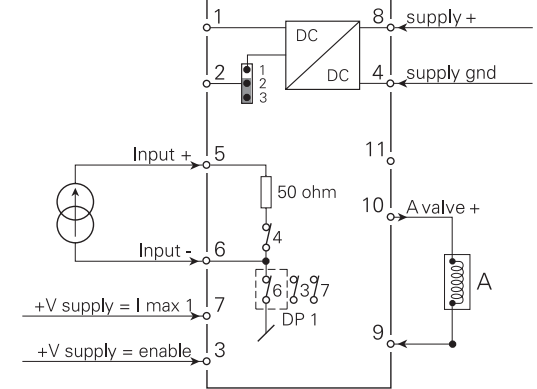 1
8
supply +
DC
DC
2
1
2
3
4
supply gnd
Input +
5
11
50 ohm
10
A valve +
4
Input -
6
6
3
7
A
DP 1
+V supply = I max 1
7
9
+V supply = enable
3